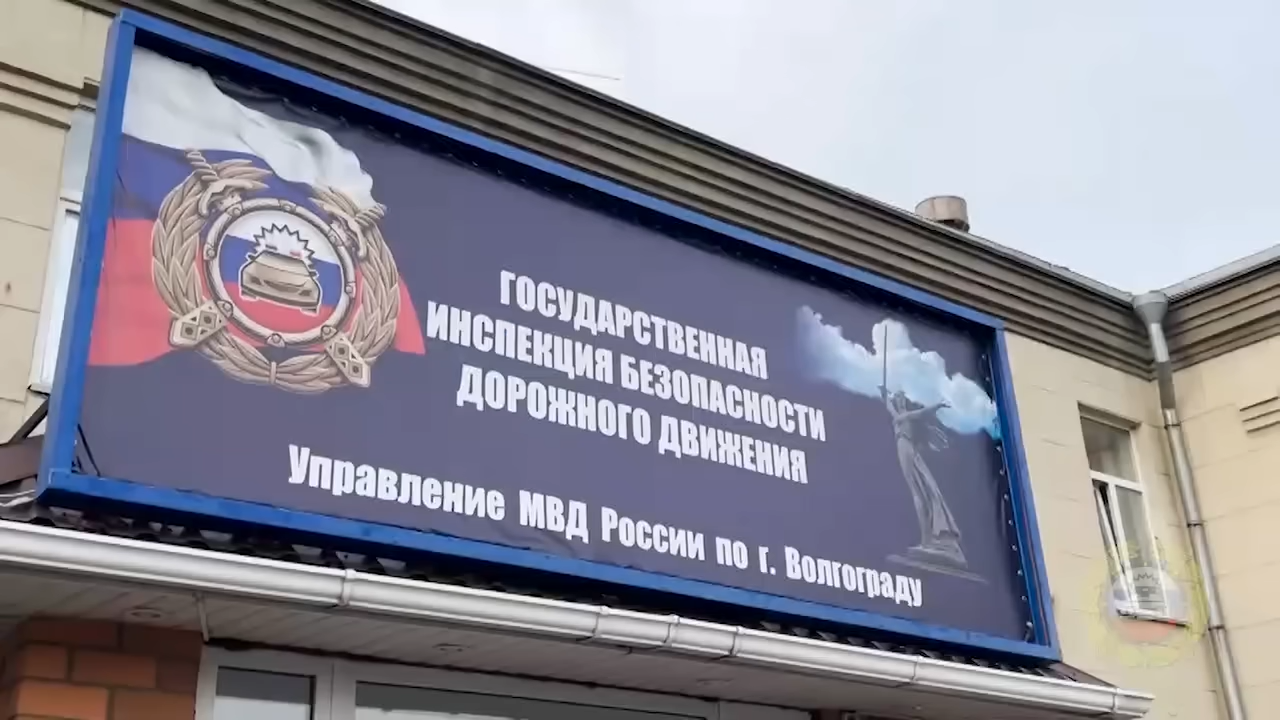 ГОСУДАРСТВЕННАЯ
ИНСПЕКЦИЯ БЕЗОПАСНОСТИ
ДОРОЖНОГО ДВИЖЕНИЯ
Управление МВД России по г. Волгограду